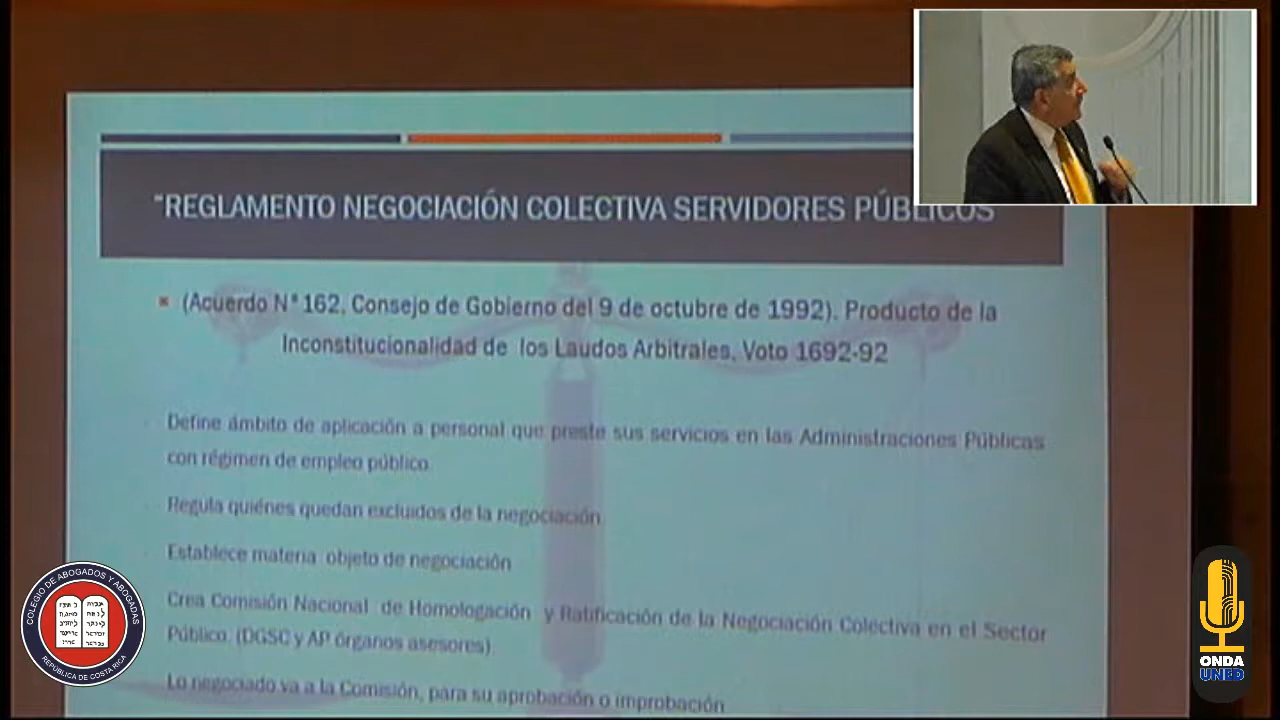 "REGLAMENTO NEGOCIACIÓN COLECTIVA SERVIDORES PÚBLICOS
(Acuerdo N° 162, Consejo de Gobierno del 9 de octubre de 1992). Producto de la
Inconstitucionalidad de los Laudos Arbitrales, Voto 1692-92
Define ámbito de aplicación a personal que preste sus servicios en las Administraciones Públicas
con régimen de empleo público.
Regula quiénes quedan excluidos de la negociación.
Establece materia objeto de negociación
Crea Comisión Nacional de Homologación y Ratificación de la Negociación Colectiva en el Sector
Público. (DGSC y AP órganos asesores)
Lo negociado va a la Comisión, para su aprobación o improbación
COLEGIO DE ABOGADOS Y ABOGADAS
REPÚBLICA DE COSTA RICA
ONDA
UNED